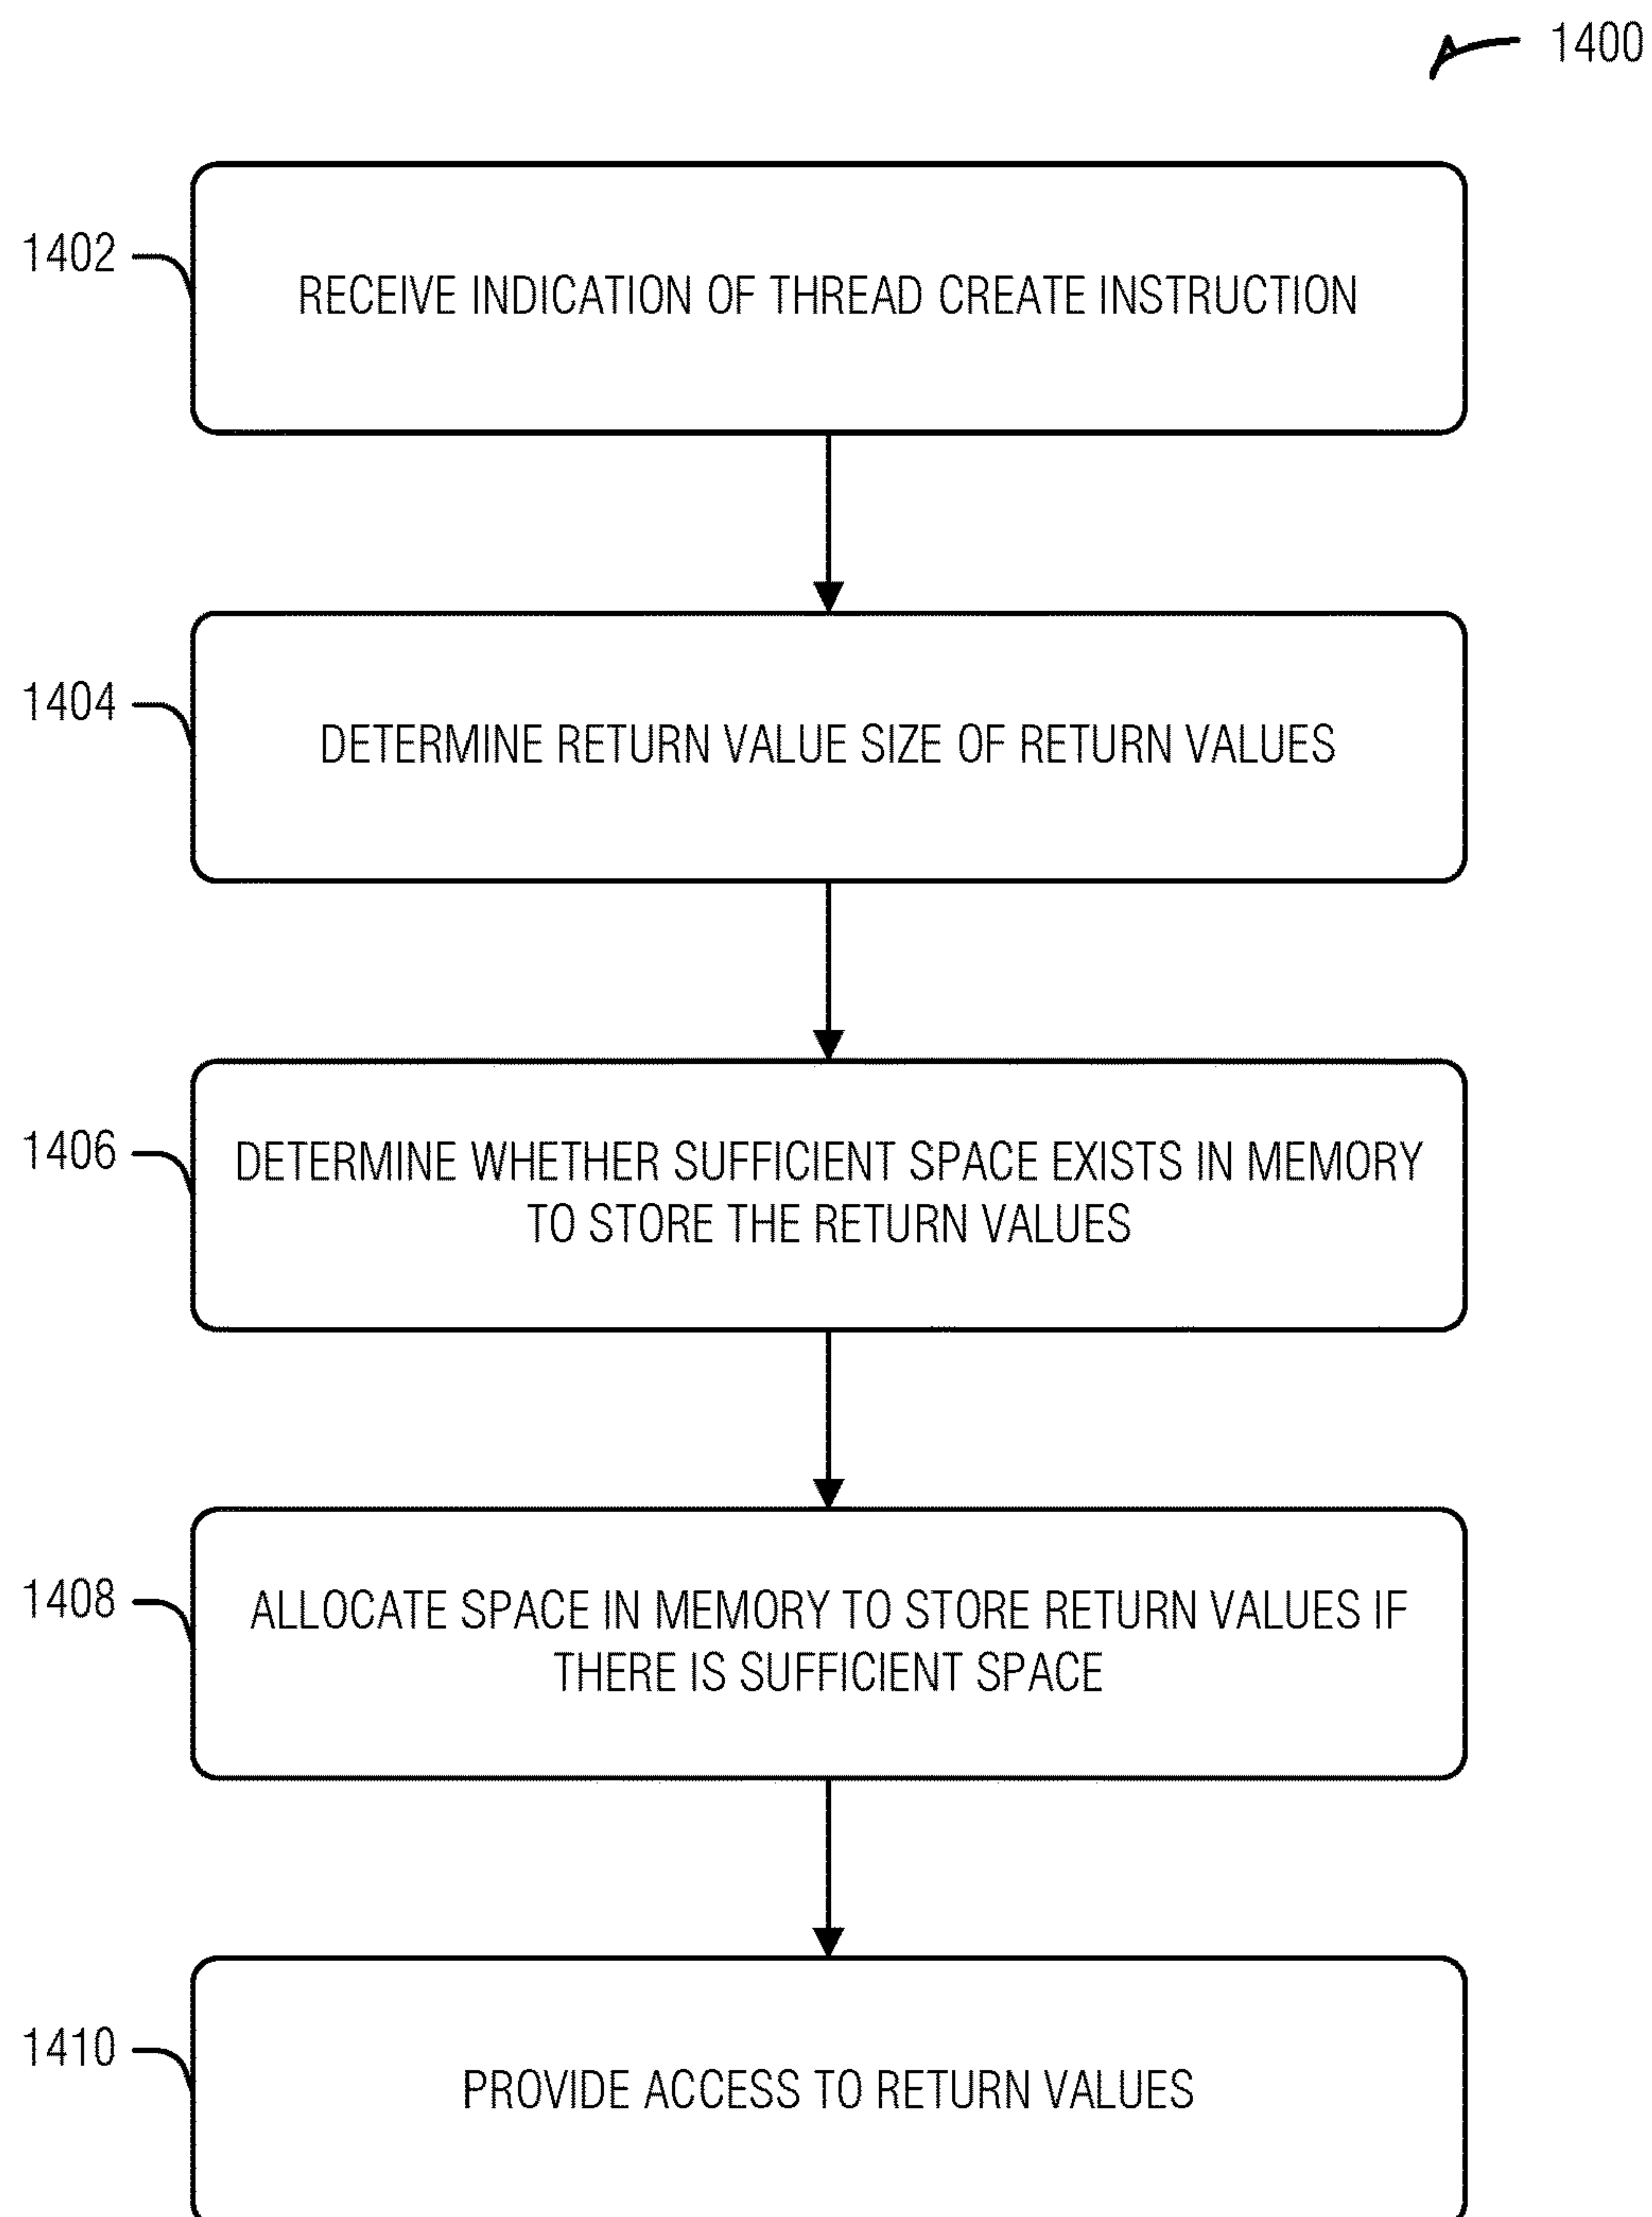 1400
1402
RECEIVE INDICATION OF THREAD CREATE INSTRUCTION
1404
DETERMINE RETURN VALUE SIZE OF RETURN VALUES
1406
DETERMINE WHETHER SUFFICIENT SPACE EXISTS IN MEMORY
TO STORE THE RETURN VALUES
1408
ALLOCATE SPACE IN MEMORY TO STORE RETURN VALUES IF
THERE IS SUFFICIENT SPACE
1410
PROVIDE ACCESS TO RETURN VALUES